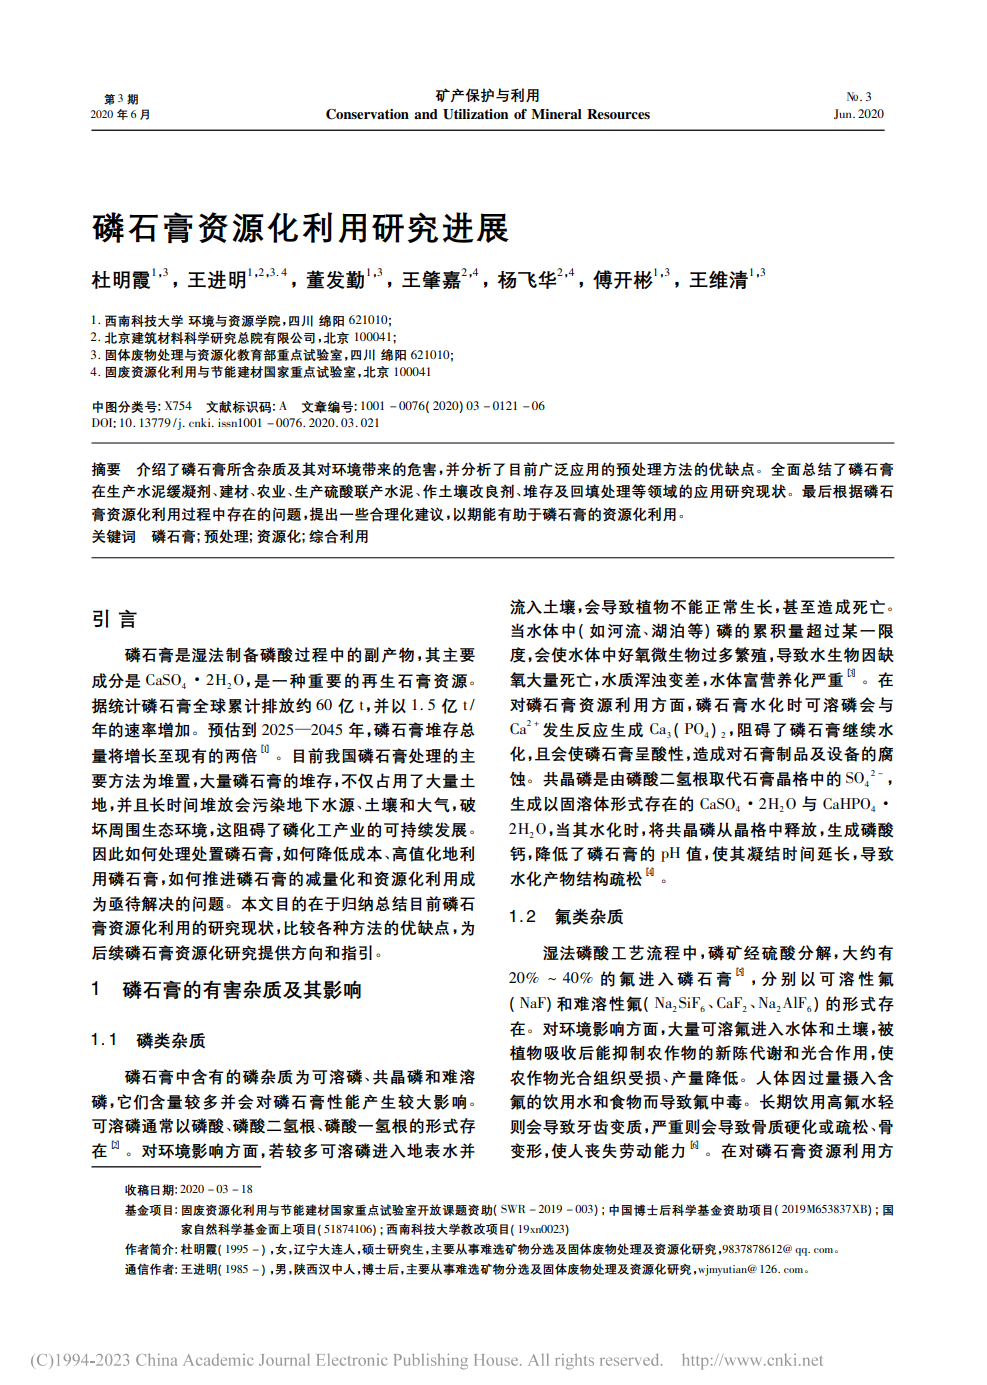 第 3 期
2020 年 6 月
矿产保护与利用
Conservation and Utilization of Mineral Resources
№. 3
Jun. 2020
磷石膏资源化利用研究进展
杜明霞1,3，王进明1,2,3.4，董发勤1,3，王肇嘉2,4，杨飞华2,4，傅开彬1,3，王维清1,3
1. 西南科技大学 环境与资源学院,四川 绵阳 621010;
2. 北京建筑材料科学研究总院有限公司,北京 100041;
3. 固体废物处理与资源化教育部重点试验室,四川 绵阳 621010;
4. 固废资源化利用与节能建材国家重点试验室,北京 100041
中图分类号: X754 文献标识码: A 文章编号: 1001 - 0076( 2020) 03 - 0121 - 06
DOI: 10. 13779 /j. cnki. issn1001 - 0076. 2020. 03. 021
摘要 介绍了磷石膏所含杂质及其对环境带来的危害,并分析了目前广泛应用的预处理方法的优缺点。全面总结了磷石膏
在生产水泥缓凝剂、建材、农业、生产硫酸联产水泥、作土壤改良剂、堆存及回填处理等领域的应用研究现状。最后根据磷石
膏资源化利用过程中存在的问题,提出一些合理化建议,以期能有助于磷石膏的资源化利用。
关键词 磷石膏; 预处理; 资源化; 综合利用
引 言
磷石膏是湿法制备磷酸过程中的副产物,其主要
成分是 CaSO4 · 2H2O,是一种重要的再生石膏资源。
据统计磷石膏全球累计排放约 60 亿 t,并以 1. 5 亿 t/
年的速率增加。预估到 2025—2045 年,磷石膏堆存总
量将增长至现有的两倍[1]。目前我国磷石膏处理的主
要方法为堆置,大量磷石膏的堆存,不仅占用了大量土
地,并且长时间堆放会污染地下水源、土壤和大气,破
坏周围生态环境,这阻碍了磷化工产业的可持续发展。
因此如何处理处置磷石膏,如何降低成本、高值化地利
用磷石膏,如何推进磷石膏的减量化和资源化利用成
为亟待解决的问题。本文目的在于归纳总结目前磷石
膏资源化利用的研究现状,比较各种方法的优缺点,为
后续磷石膏资源化研究提供方向和指引。
1 磷石膏的有害杂质及其影响
1. 1 磷类杂质
磷石膏中含有的磷杂质为可溶磷、共晶磷和难溶
磷,它们含量较多并会对磷石膏性能产生较大影响。
可溶磷通常以磷酸、磷酸二氢根、磷酸一氢根的形式存
在[2]。对环境影响方面,若较多可溶磷进入地表水并
流入土壤,会导致植物不能正常生长,甚至造成死亡。
当水体中( 如河流、湖泊等) 磷的累积量超过某一限
度,会使水体中好氧微生物过多繁殖,导致水生物因缺
氧大量死亡,水质浑浊变差,水体富营养化严重[3]。在
对磷石膏资源利用方面,磷石膏水化时可溶磷会与
Ca2+发生反应生成 Ca3( PO4) 2,阻碍了磷石膏继续水
化,且会使磷石膏呈酸性,造成对石膏制品及设备的腐
蚀。共晶磷是由磷酸二氢根取代石膏晶格中的 SO42-,
生成以固溶体形式存在的 CaSO4 · 2H2O 与 CaHPO4 ·
2H2O,当其水化时,将共晶磷从晶格中释放,生成磷酸
钙,降低了磷石膏的 pH 值,使其凝结时间延长,导致
水化产物结构疏松[4]。
1. 2 氟类杂质
湿法磷酸工艺流程中,磷矿经硫酸分解,大约有
20% ~ 40% 的氟进入磷石膏[5],分别以可溶性氟
( NaF) 和难溶性氟( Na2SiF6、CaF2、Na2AlF6) 的形式存
在。对环境影响方面,大量可溶氟进入水体和土壤,被
植物吸收后能抑制农作物的新陈代谢和光合作用,使
农作物光合组织受损、产量降低。人体因过量摄入含
氟的饮用水和食物而导致氟中毒。长期饮用高氟水轻
则会导致牙齿变质,严重则会导致骨质硬化或疏松、骨
变形,使人丧失劳动能力[6]。在对磷石膏资源利用方
收稿日期: 2020 - 03 - 18
基金项目: 固废资源化利用与节能建材国家重点试验室开放课题资助( SWR - 2019 - 003) ; 中国博士后科学基金资助项目( 2019M653837XB) ; 国
家自然科学基金面上项目( 51874106) ; 西南科技大学教改项目( 19xn0023)
作者简介: 杜明霞( 1995 - ) ,女,辽宁大连人,硕士研究生,主要从事难选矿物分选及固体废物处理及资源化研究,9837878612@ qq. com。
通信作者: 王进明( 1985 - ) ,男,陕西汉中人,博士后,主要从事难选矿物分选及固体废物处理及资源化研究,wjmyutian@ 126. com。
(C)1994-2023 China Academic Journal Electronic Publishing House. All rights reserved. http://www.cnki.net